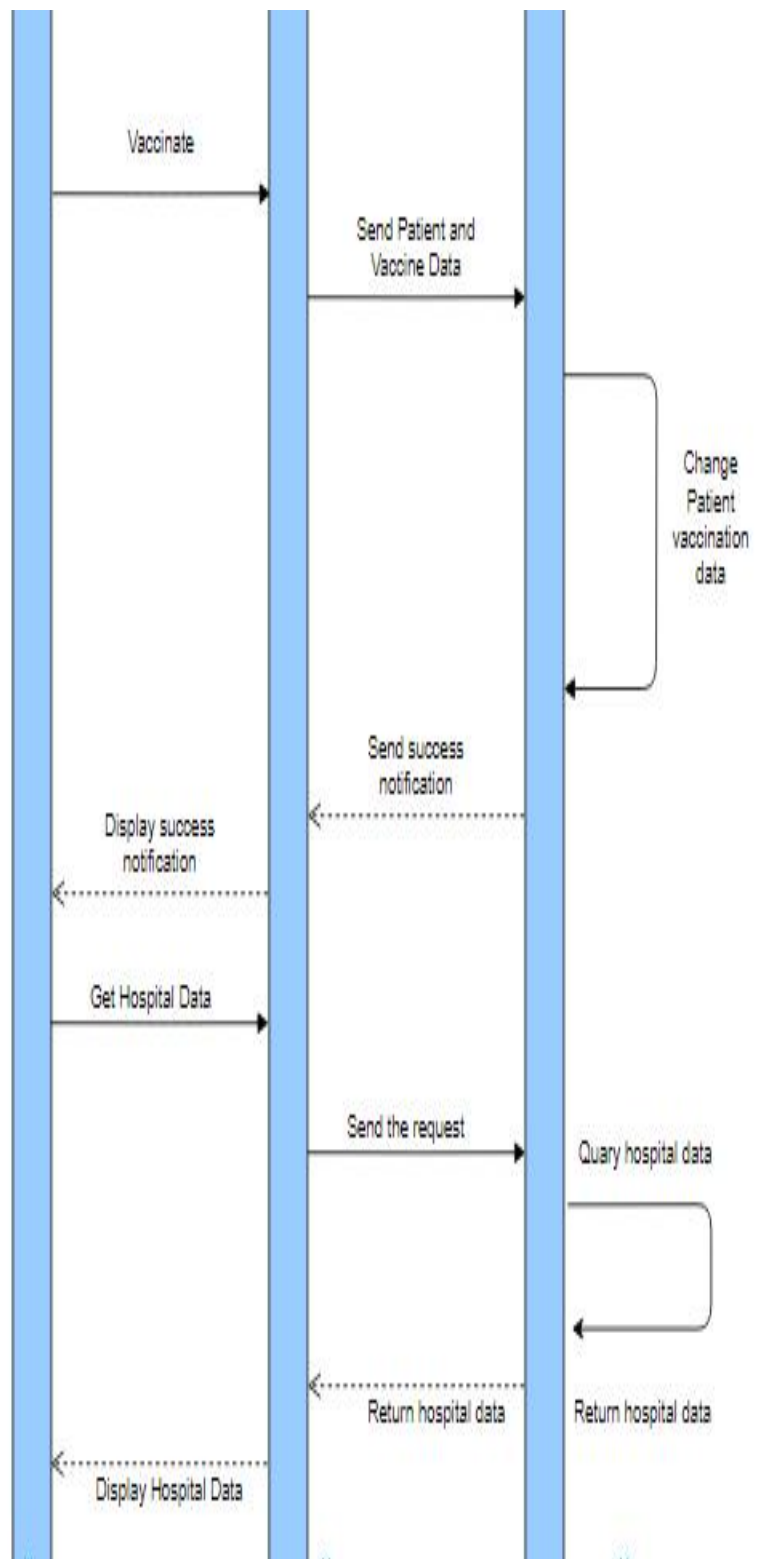 Vaccinate
Send Patient and
Vaccine Data
Change
Patient
vaccination
data
Send success
notification
Display success
notification
Get Hospital Data
Send the request
Quary hospital data
Return hospital data
Return hospital data
Display Hospital Data